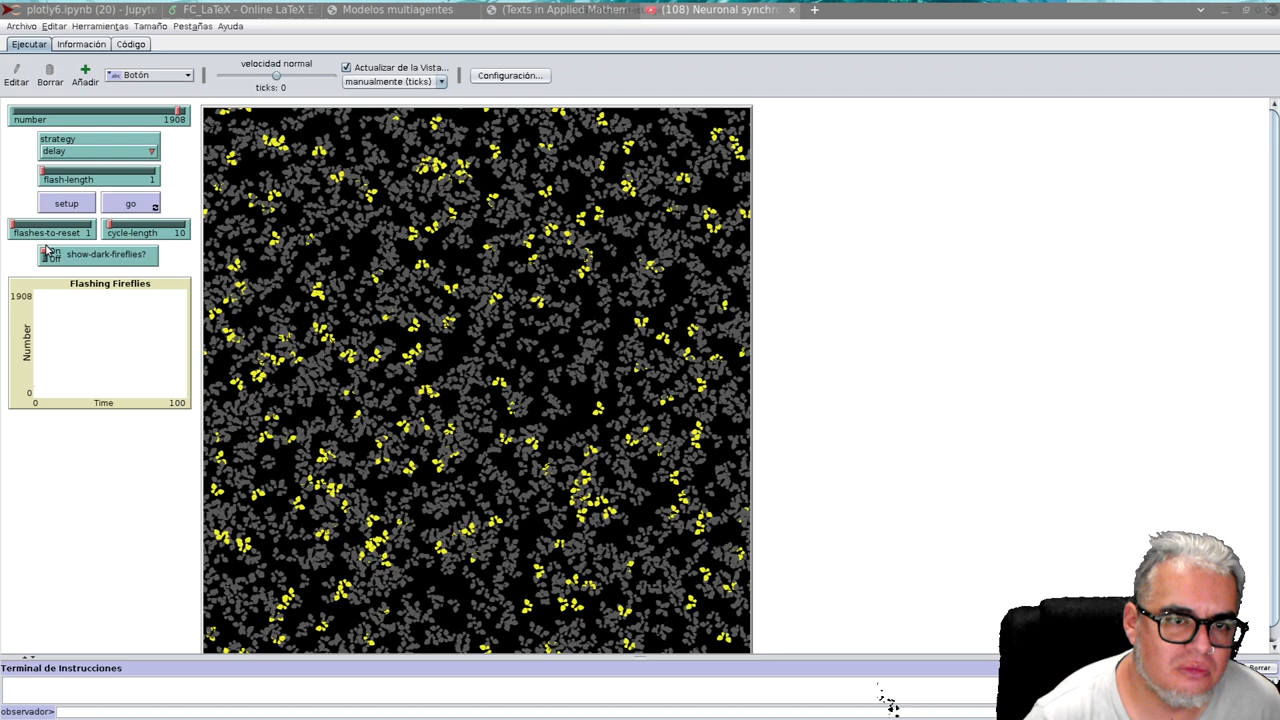 plotly6.ipynb (20) - Jupyte
FC_LaTeX - Online LaTeX E
Modelos multiagentes
(Texts in Applied Mathem
(108) Neuronal synchr
Archivo Editar Herramientas Tamaño Pestañas Ayuda
Ejecutar Información Código
Editar Borrar Añadir
Botón
velocidad normal
ticks: 0
Actualizar de la Vista...
manualmente (ticks)
Configuración...
number 1908
strategy
delay
flash-length 1
setup go
flashes-to-reset 1 cycle-length 10
On
Off
show-dark-fireflies?
Flashing Fireflies
1908
Number
0
0 Time 100
Terminal de Instrucciones
Borrar
observador>